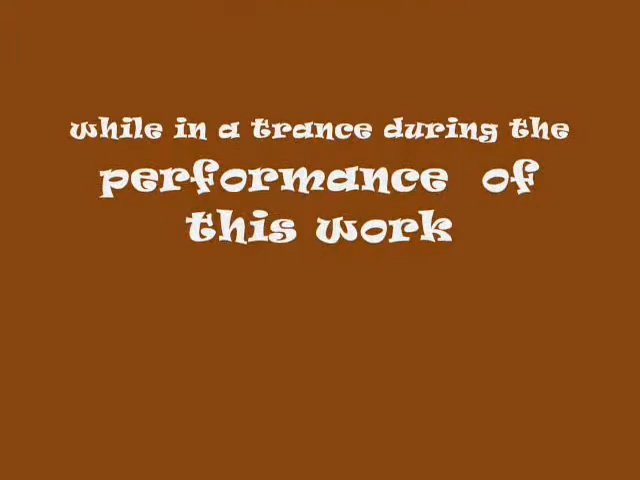 while in a trance during the
performance of
this work